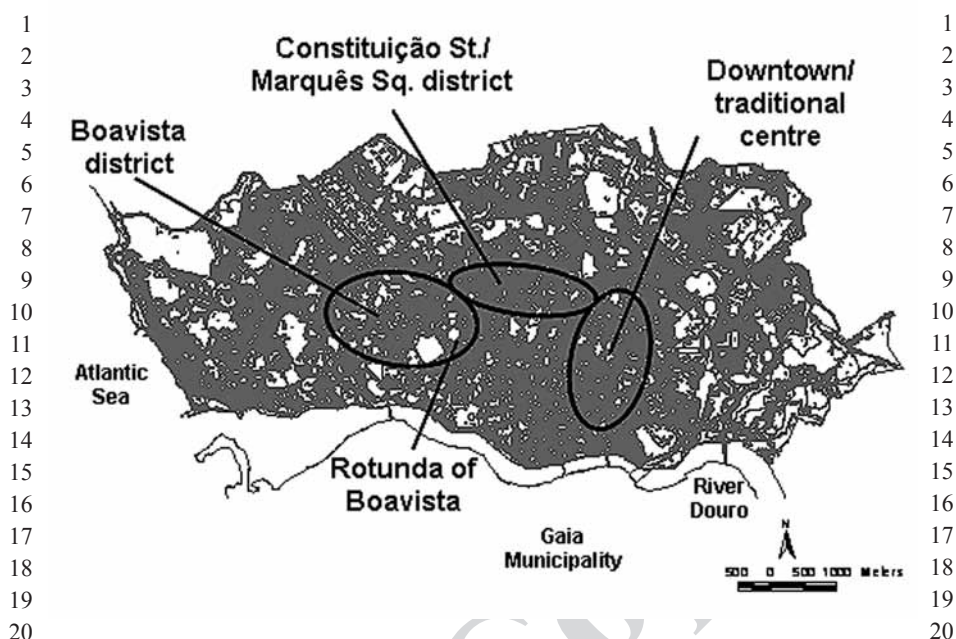 1
2
3
4
5
6
7
8
9
10
11
12
13
14
15
16
17
18
19
20
Constituição St./
Marquês Sq. district
Downtown/
traditional
centre
Boavista
district
Atlantic
Sea
Rotunda of
Boavista
River
Douro
Gaia
Municipality
N
500 0 500 1000 Meters
1
2
3
4
5
6
7
8
9
10
11
12
13
14
15
16
17
18
19
20